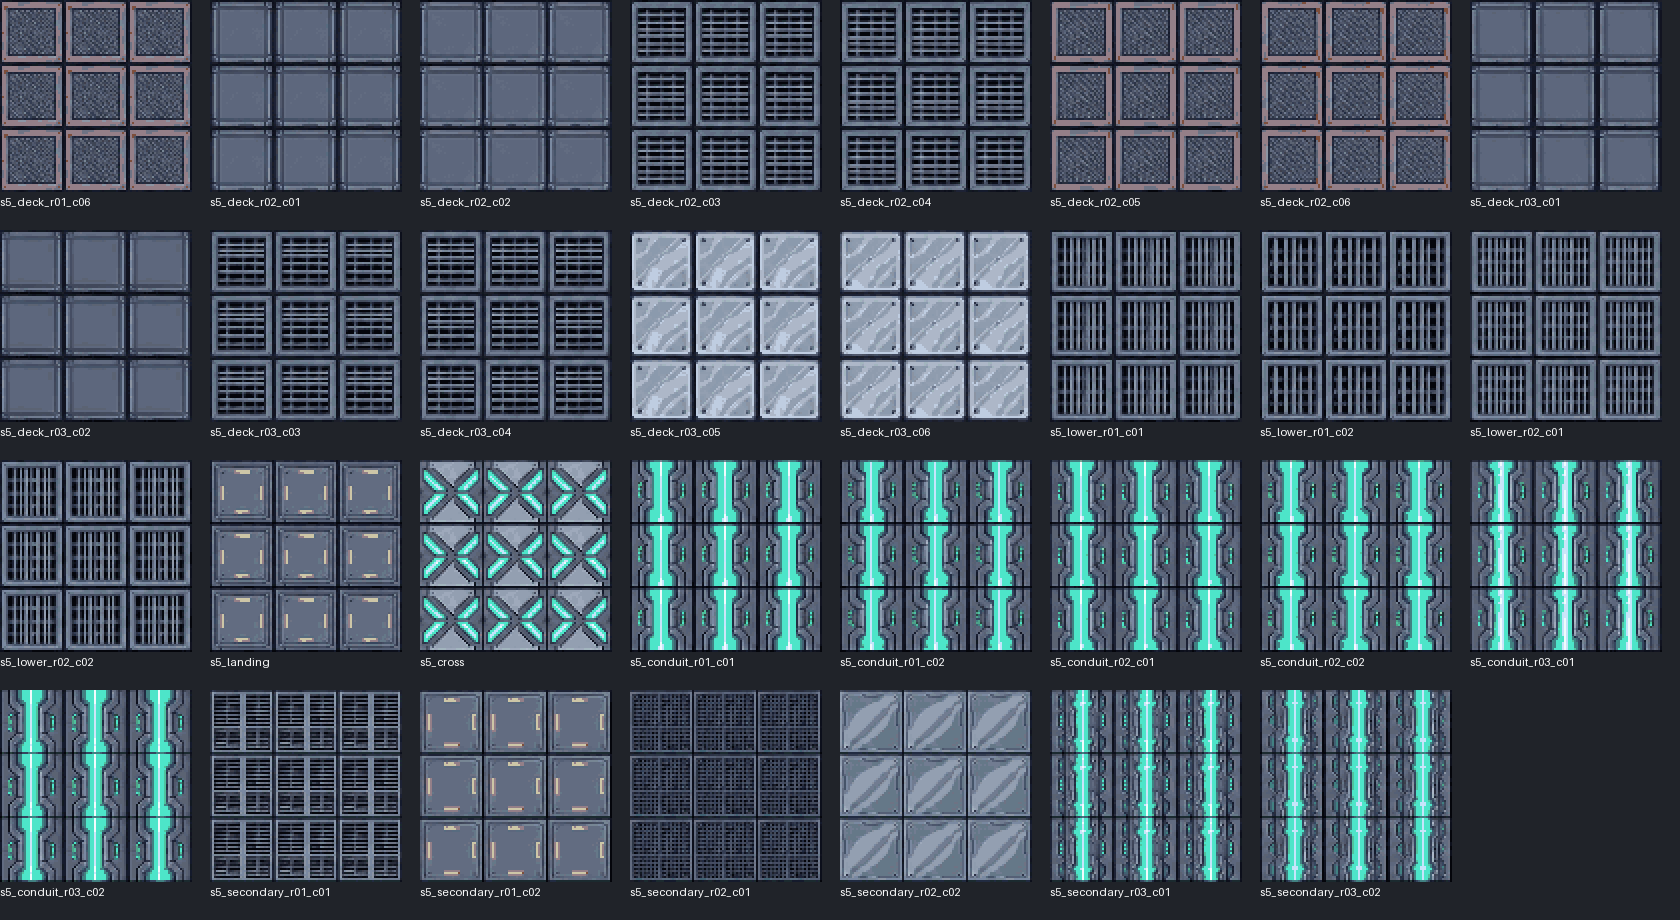 s5_deck_r01_c06 s5_deck_r02_c01 s5_deck_r02_c02 s5_deck_r02_c03 s5_deck_r02_c04 s5_deck_r02_c05 s5_deck_r02_c06 s5_deck_r03_c01
s5_deck_r03_c02 s5_deck_r03_c03 s5_deck_r03_c04 s5_deck_r03_c05 s5_deck_r03_c06 s5_lower_r01_c01 s5_lower_r01_c02 s5_lower_r02_c01
s5_lower_r02_c02 s5_landing s5_cross s5_conduit_r01_c01 s5_conduit_r01_c02 s5_conduit_r02_c01 s5_conduit_r02_c02 s5_conduit_r03_c01
s5_conduit_r03_c02 s5_secondary_r01_c01 s5_secondary_r01_c02 s5_secondary_r02_c01 s5_secondary_r02_c02 s5_secondary_r03_c01 s5_secondary_r03_c02